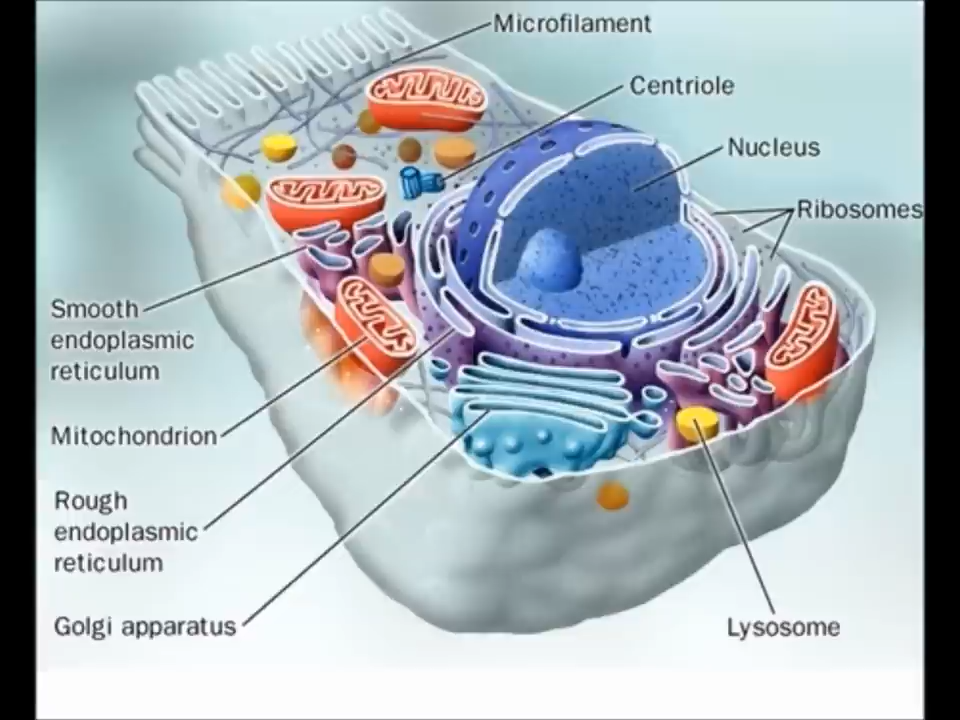 Microfilament
Centriole
Nucleus
Ribosomes
Smooth
endoplasmic
reticulum
Mitochondrion
Rough
endoplasmic
reticulum
Golgi apparatus
Lysosome